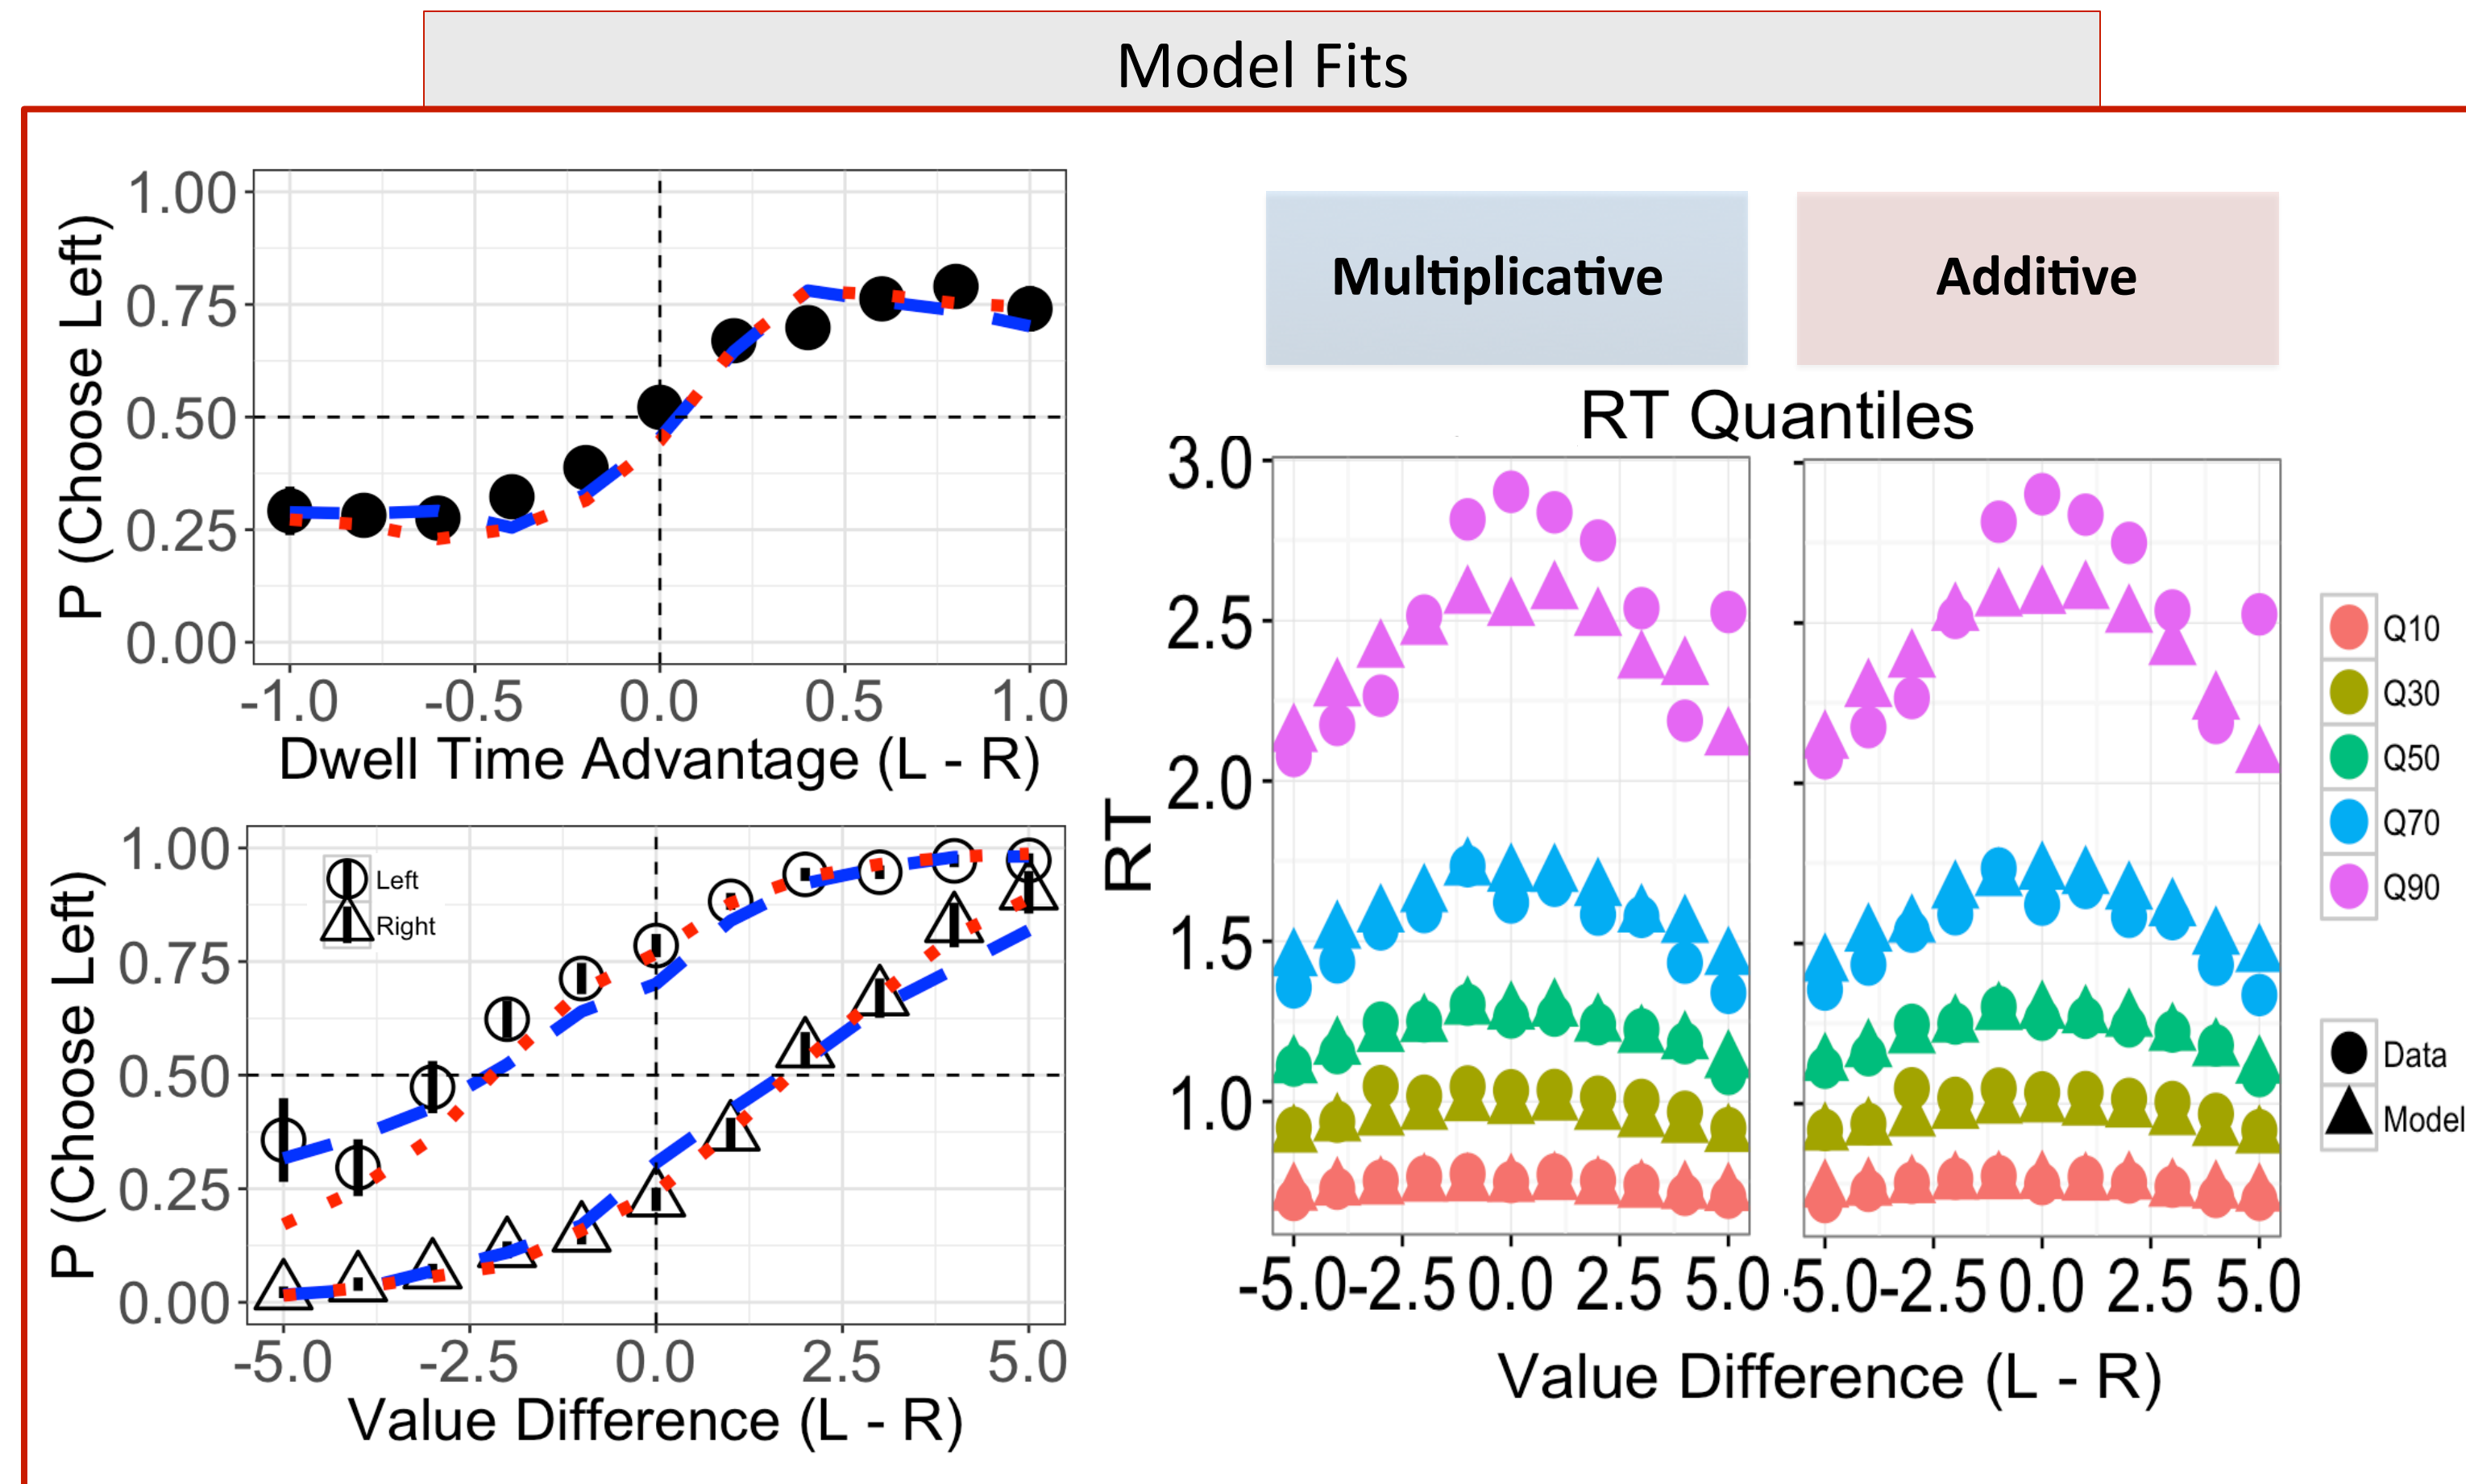 Model Fits
1.00
0.75
0.50
0.25
0.00
P (Choose Left)
-1.0 -0.5 0.0 0.5 1.0
Dwell Time Advantage (L - R)
1.00
0.75
0.50
0.25
0.00
P (Choose Left)
Left
Right
-5.0 -2.5 0.0 2.5 5.0
Value Difference (L - R)
Multiplicative Additive
RT Quantiles
3.0
2.5
2.0
1.5
1.0
RT
-5.0 -2.5 0.0 2.5 5.0 -5.0 -2.5 0.0 2.5 5.0
Value Difference (L - R)
Q10
Q30
Q50
Q70
Q90
Data
Model